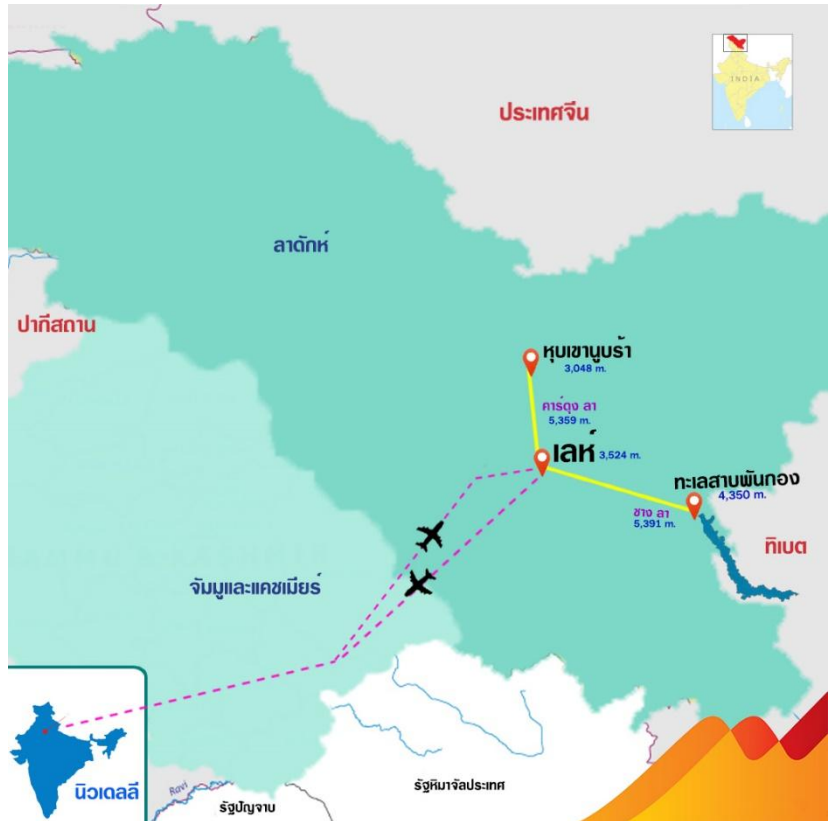 INDIA
ประเทศจีน
ลาดักห์
ปากีสถาน
หุบเขานูบร้า
3,048 m.
คาร์ดุง ลา
5,359 m.
เลห์ 3,524 m.
ทะเลสาบพันกอง
4,350 m.
ชาง ลา
5,391 m.
ทิเบต
จัมมูและแคชเมียร์
นิวเดลลี
Ravi
รัฐปัญจาบ
รัฐหิมาจัลประเทศ